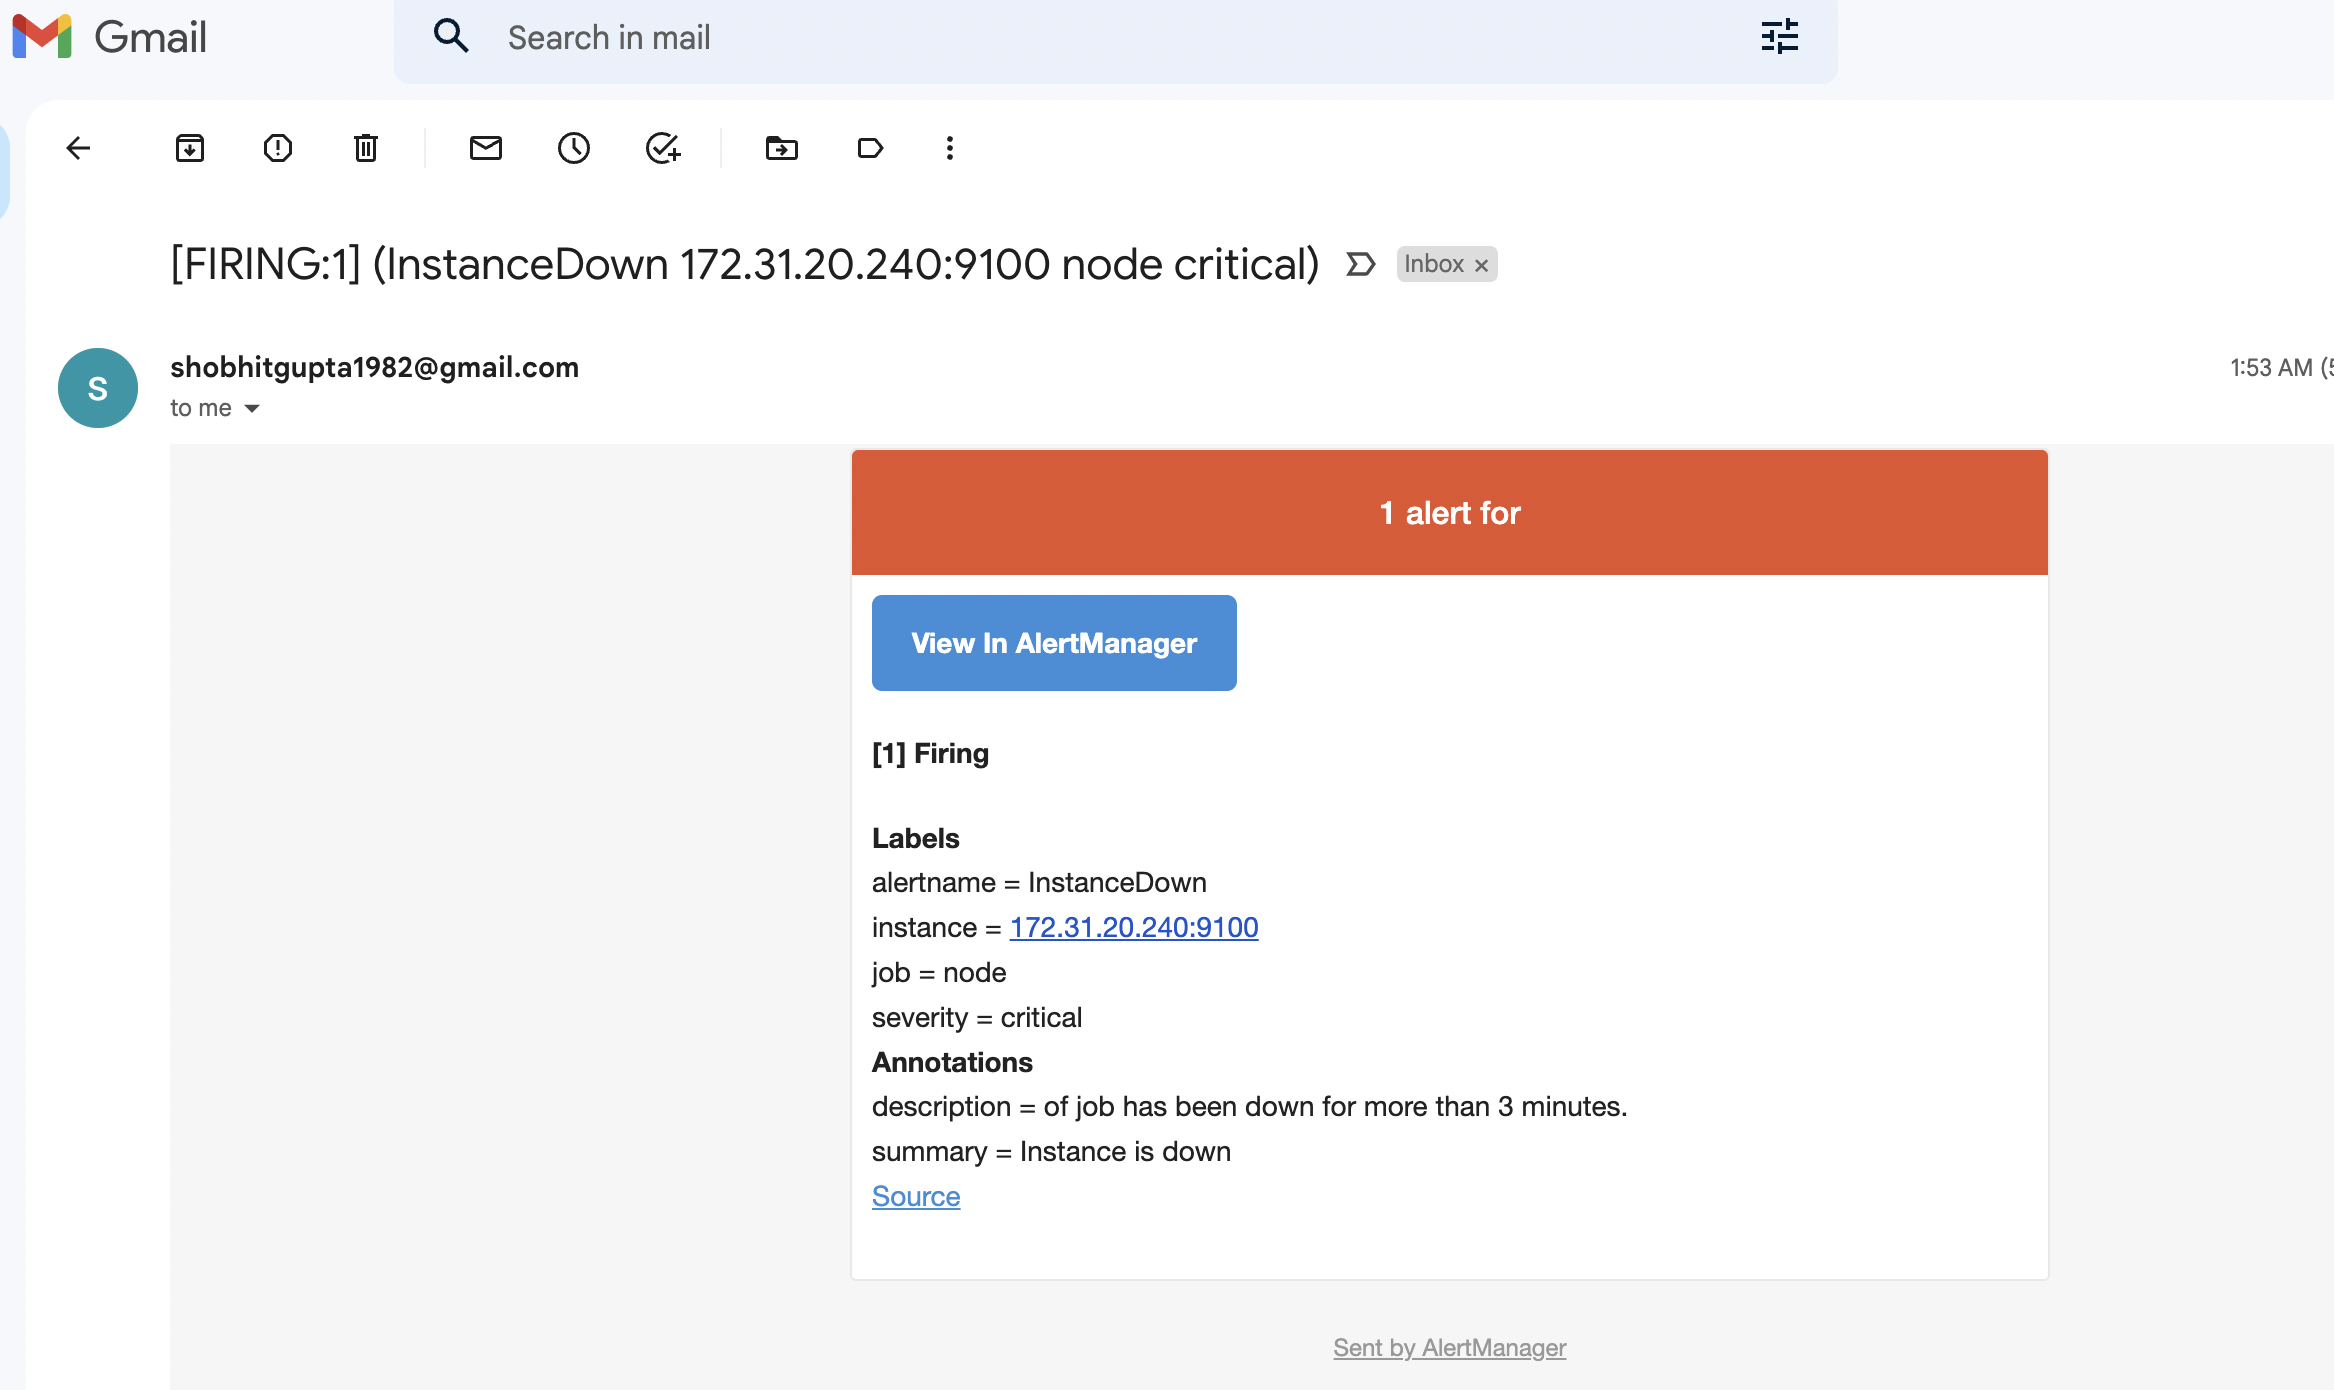 Gmail
Search in mail
[FIRING:1] (InstanceDown 172.31.20.240:9100 node critical)
Inbox ×
S
shobhitgupta1982@gmail.com
1:53 AM (5
to me
1 alert for
View In AlertManager
[1] Firing
Labels
alertname = InstanceDown
instance = 172.31.20.240:9100
job = node
severity = critical
Annotations
description = of job has been down for more than 3 minutes.
summary = Instance is down
Source
Sent by AlertManager